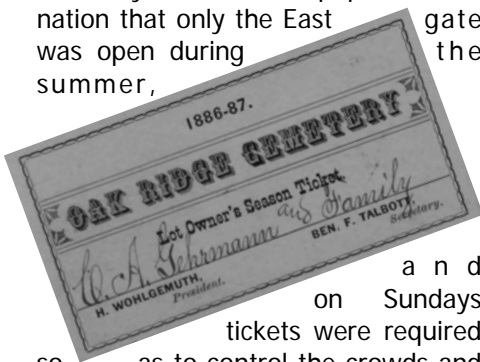 nation that only the East gate
was open during the
summer,
1886-87.
OAK RIDGE CEMETERY
Lot Owner's Season Ticket.
C. A. Gehrmann and Family
H. WOHLGEMUTH, BEN. F. TALBOTT,
President. Secretary.
and
on Sundays
tickets were required
so as to control the crowds and